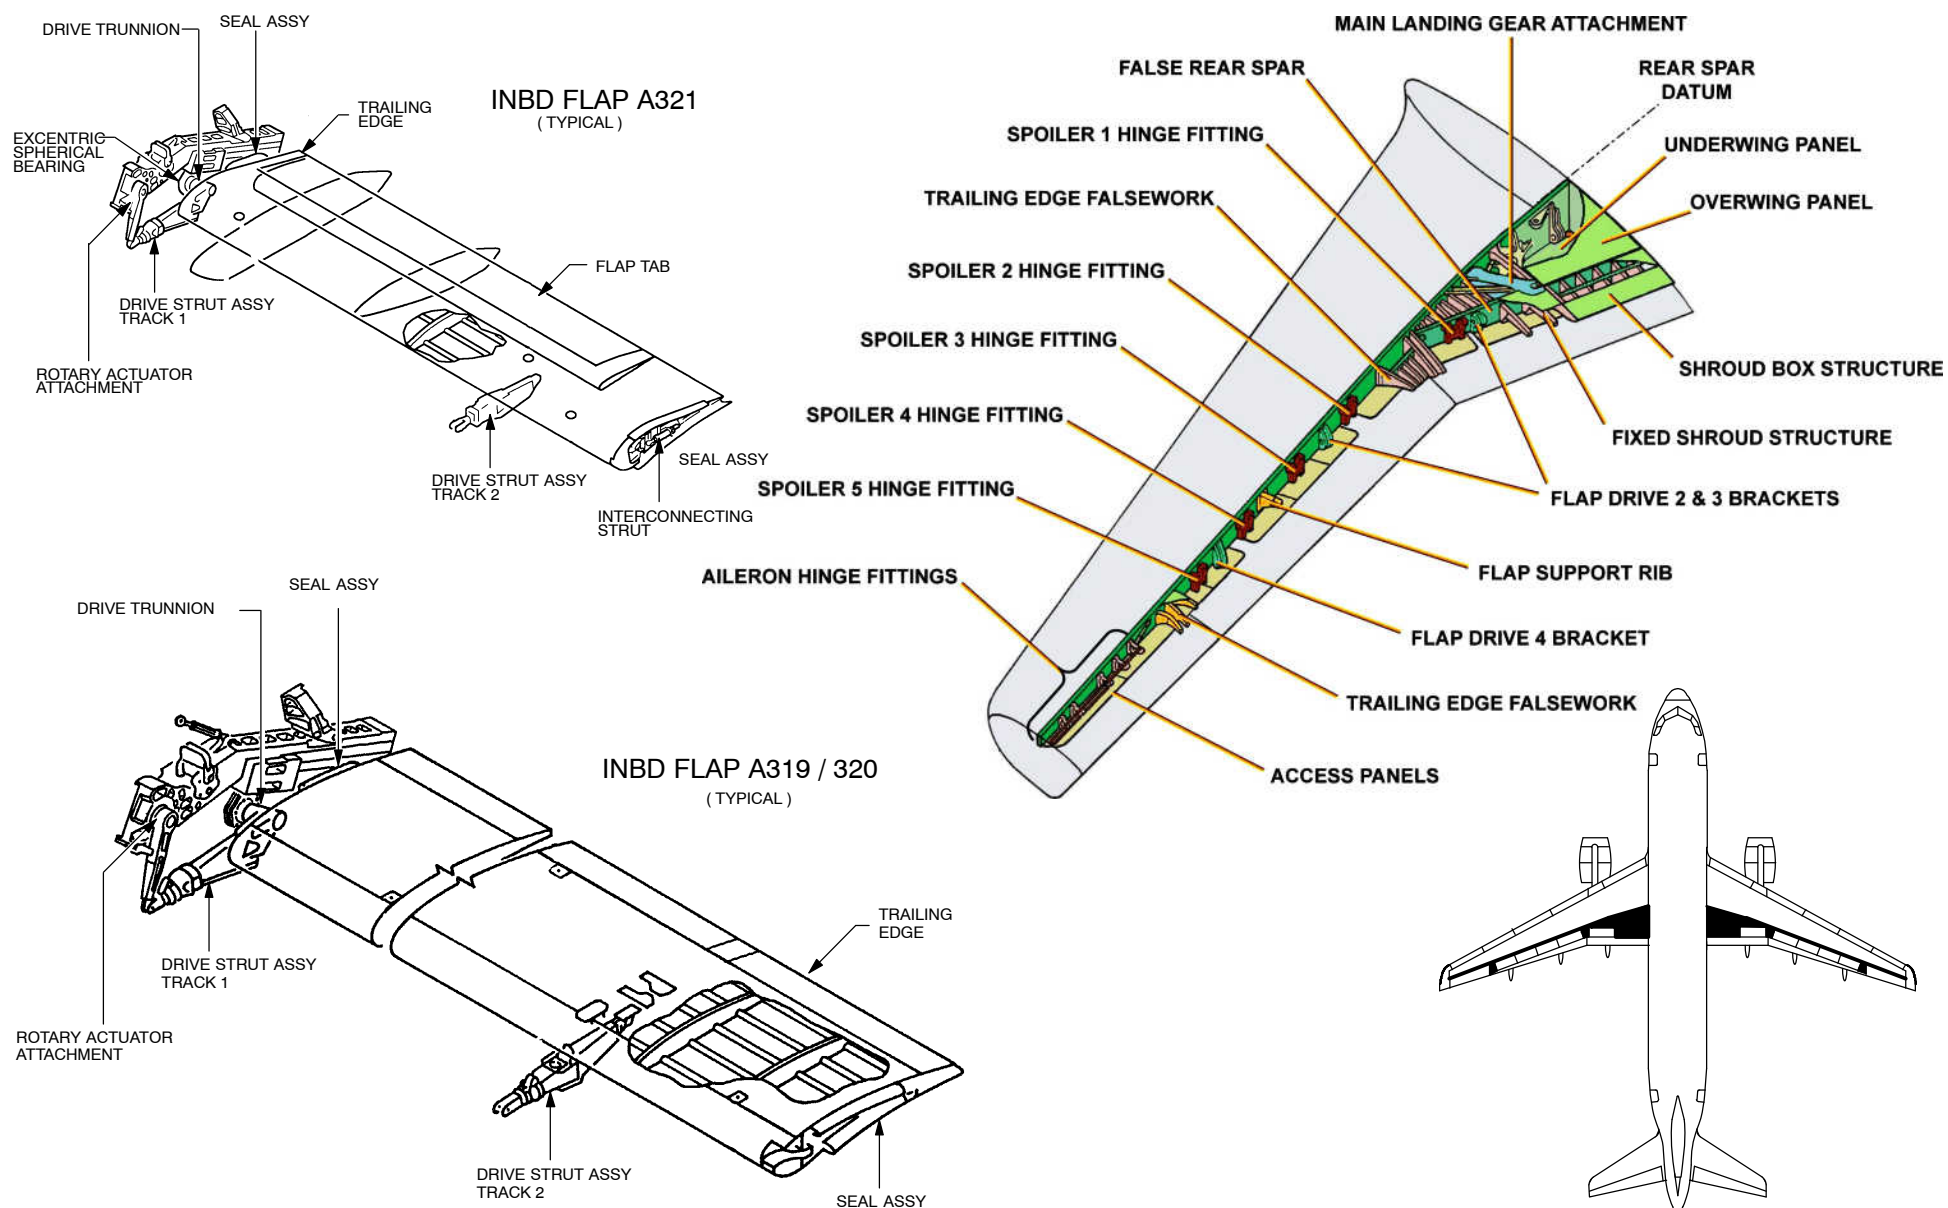 SEAL ASSY
DRIVE TRUNNION
INBD FLAP A321
( TYPICAL )
TRAILING
EDGE
EXCENTRIC
SPHERICAL
BEARING
FLAP TAB
DRIVE STRUT ASSY
TRACK 1
ROTARY ACTUATOR
ATTACHMENT
SEAL ASSY
DRIVE STRUT ASSY
TRACK 2
INTERCONNECTING
STRUT
MAIN LANDING GEAR ATTACHMENT
FALSE REAR SPAR
REAR SPAR
DATUM
SPOILER 1 HINGE FITTING
UNDERWING PANEL
TRAILING EDGE FALSEWORK
OVERWING PANEL
SPOILER 2 HINGE FITTING
SPOILER 3 HINGE FITTING
SHROUD BOX STRUCTURE
SPOILER 4 HINGE FITTING
FIXED SHROUD STRUCTURE
SPOILER 5 HINGE FITTING
FLAP DRIVE 2 & 3 BRACKETS
AILERON HINGE FITTINGS
FLAP SUPPORT RIB
FLAP DRIVE 4 BRACKET
TRAILING EDGE FALSEWORK
ACCESS PANELS
SEAL ASSY
DRIVE TRUNNION
INBD FLAP A319 / 320
( TYPICAL )
TRAILING
EDGE
DRIVE STRUT ASSY
TRACK 1
ROTARY ACTUATOR
ATTACHMENT
DRIVE STRUT ASSY
TRACK 2
SEAL ASSY